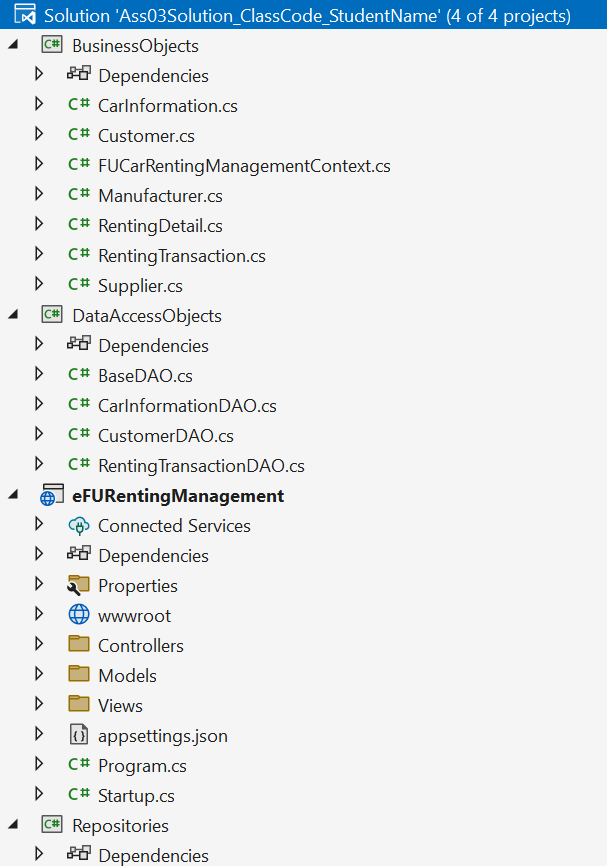 Solution 'Ass03Solution_ClassCode_StudentName' (4 of 4 projects)
C# BusinessObjects
Dependencies
C# CarInformation.cs
C# Customer.cs
C# FUCarRentingManagementContext.cs
C# Manufacturer.cs
C# RentingDetail.cs
C# RentingTransaction.cs
C# Supplier.cs
C# DataAccessObjects
Dependencies
C# BaseDAO.cs
C# CarInformationDAO.cs
C# CustomerDAO.cs
C# RentingTransactionDAO.cs
eFURentingManagement
Connected Services
Dependencies
Properties
wwwroot
Controllers
Models
Views
appsettings.json
C# Program.cs
C# Startup.cs
C# Repositories
Dependencies